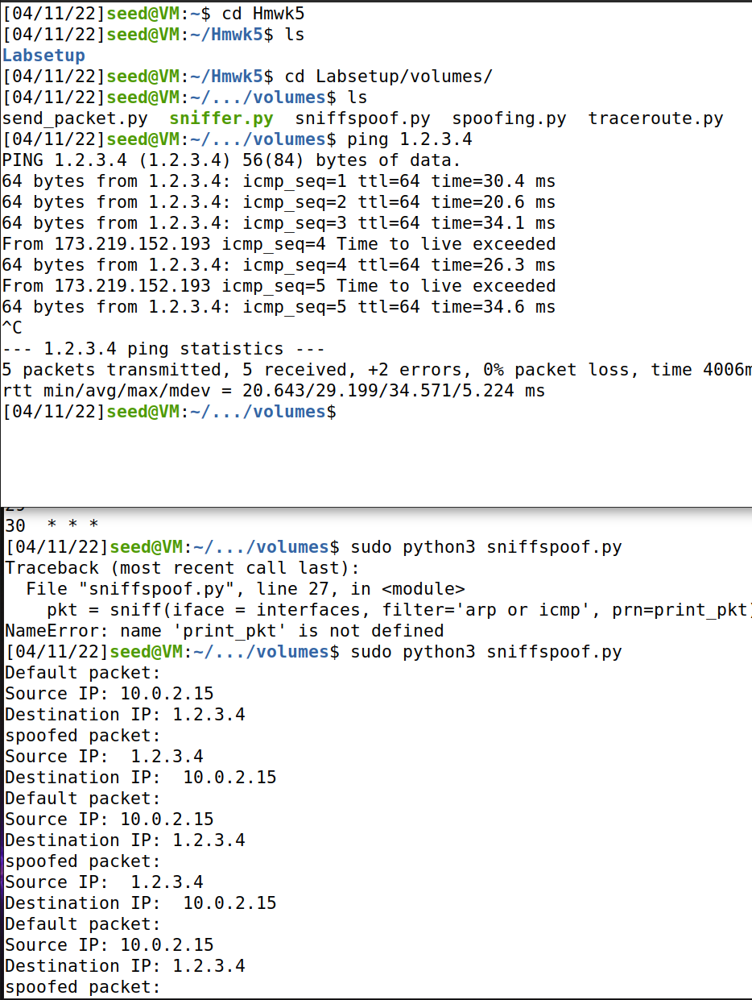 [04/11/22]seed@VM:~$ cd Hmwk5
[04/11/22]seed@VM:~/Hmwk5$ ls
Labsetup
[04/11/22]seed@VM:~/Hmwk5$ cd Labsetup/volumes/
[04/11/22]seed@VM:~/.../volumes$ ls
send_packet.py  sniffer.py  sniffspoof.py  spoofing.py  traceroute.py
[04/11/22]seed@VM:~/.../volumes$ ping 1.2.3.4
PING 1.2.3.4 (1.2.3.4) 56(84) bytes of data.
64 bytes from 1.2.3.4: icmp_seq=1 ttl=64 time=30.4 ms
64 bytes from 1.2.3.4: icmp_seq=2 ttl=64 time=20.6 ms
64 bytes from 1.2.3.4: icmp_seq=3 ttl=64 time=34.1 ms
From 173.219.152.193 icmp_seq=4 Time to live exceeded
64 bytes from 1.2.3.4: icmp_seq=4 ttl=64 time=26.3 ms
From 173.219.152.193 icmp_seq=5 Time to live exceeded
64 bytes from 1.2.3.4: icmp_seq=5 ttl=64 time=34.6 ms
^C
--- 1.2.3.4 ping statistics ---
5 packets transmitted, 5 received, +2 errors, 0% packet loss, time 4006m
rtt min/avg/max/mdev = 20.643/29.199/34.571/5.224 ms
[04/11/22]seed@VM:~/.../volumes$
30  * * *
[04/11/22]seed@VM:~/.../volumes$ sudo python3 sniffspoof.py
Traceback (most recent call last):
  File "sniffspoof.py", line 27, in <module>
    pkt = sniff(iface = interfaces, filter='arp or icmp', prn=print_pkt)
NameError: name 'print_pkt' is not defined
[04/11/22]seed@VM:~/.../volumes$ sudo python3 sniffspoof.py
Default packet:
Source IP: 10.0.2.15
Destination IP: 1.2.3.4
spoofed packet:
Source IP:  1.2.3.4
Destination IP:  10.0.2.15
Default packet:
Source IP: 10.0.2.15
Destination IP: 1.2.3.4
spoofed packet:
Source IP:  1.2.3.4
Destination IP:  10.0.2.15
Default packet:
Source IP: 10.0.2.15
Destination IP: 1.2.3.4
spoofed packet: